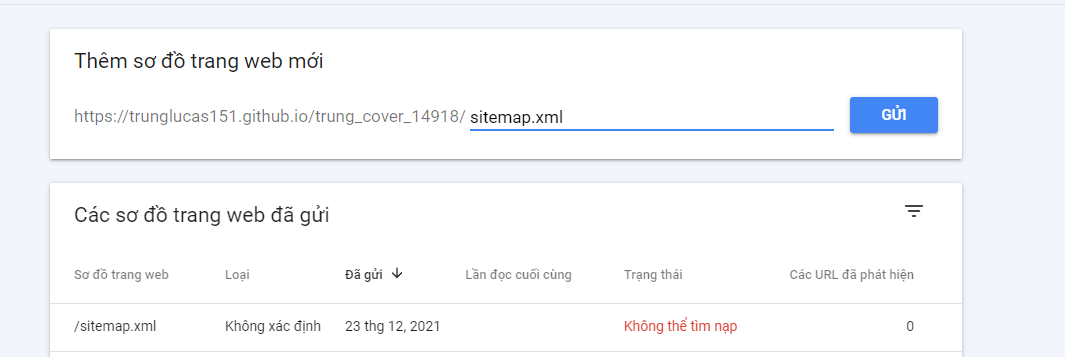 Thêm sơ đồ trang web mới
https://trunglucas151.github.io/trung_cover_14918/ sitemap.xml GỬI
Các sơ đồ trang web đã gửi
Sơ đồ trang web Loại Đã gửi ↓ Lần đọc cuối cùng Trạng thái Các URL đã phát hiện
/sitemap.xml Không xác định 23 thg 12, 2021 Không thể tìm nạp 0